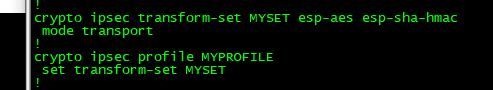 !
crypto ipsec transform-set MYSET esp-aes esp-sha-hmac
 mode transport
!
crypto ipsec profile MYPROFILE
 set transform-set MYSET
!